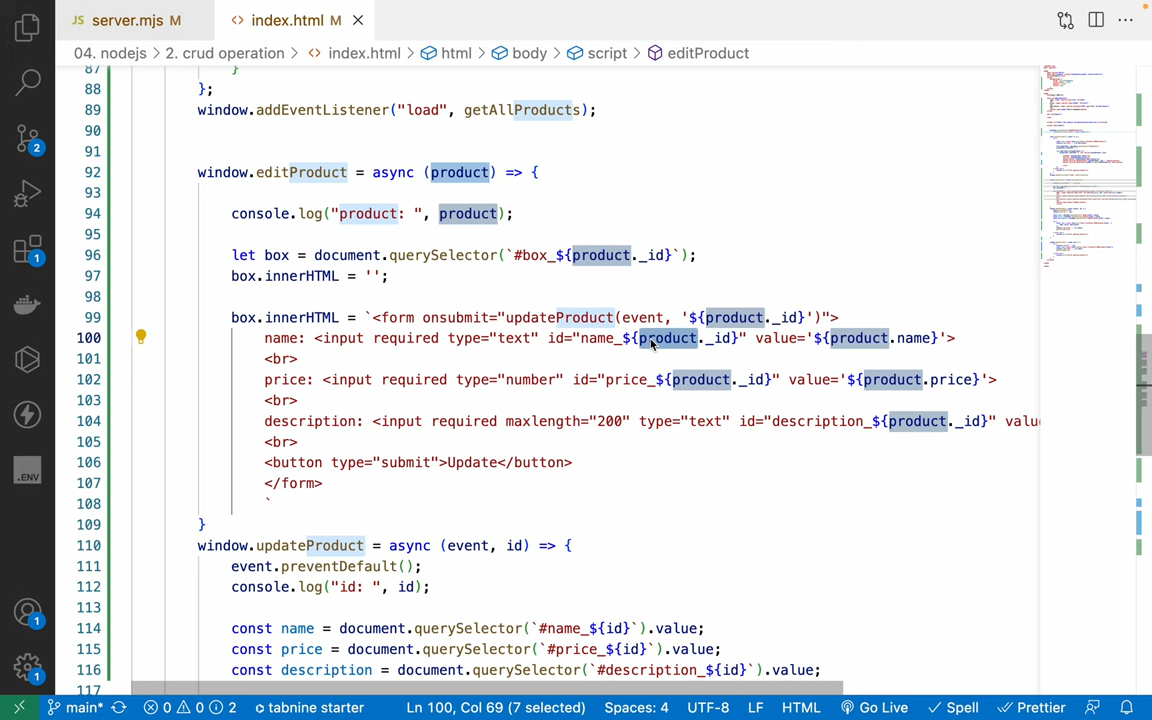 JS server.mjs M
<> index.html M ×
04. nodejs > 2. crud operation > <> index.html > html > body > script > editProduct
87 }
88 };
89 window.addEventListener("load", getAllProducts);
90
91
92 window.editProduct = async (product) => {
93
94 console.log("product: ", product);
95
96 let box = document.querySelector(`#box_${product._id}`);
97 box.innerHTML = '';
98
99 box.innerHTML = `<form onsubmit="updateProduct(event, '${product._id}')">
100 name: <input required type="text" id="name_${product._id}" value='${product.name}'>
101 <br>
102 price: <input required type="number" id="price_${product._id}" value='${product.price}'>
103 <br>
104 description: <input required maxlength="200" type="text" id="description_${product._id}" valu
105 <br>
106 <button type="submit">Update</button>
107 </form>
108 `
109 }
110 window.updateProduct = async (event, id) => {
111 event.preventDefault();
112 console.log("id: ", id);
113
114 const name = document.querySelector(`#name_${id}`).value;
115 const price = document.querySelector(`#price_${id}`).value;
116 const description = document.querySelector(`#description_${id}`).value;
117
2
1
.ENV
1
1
main* 0 0 2 tabnine starter Ln 100, Col 69 (7 selected) Spaces: 4 UTF-8 LF HTML Go Live Spell Prettier